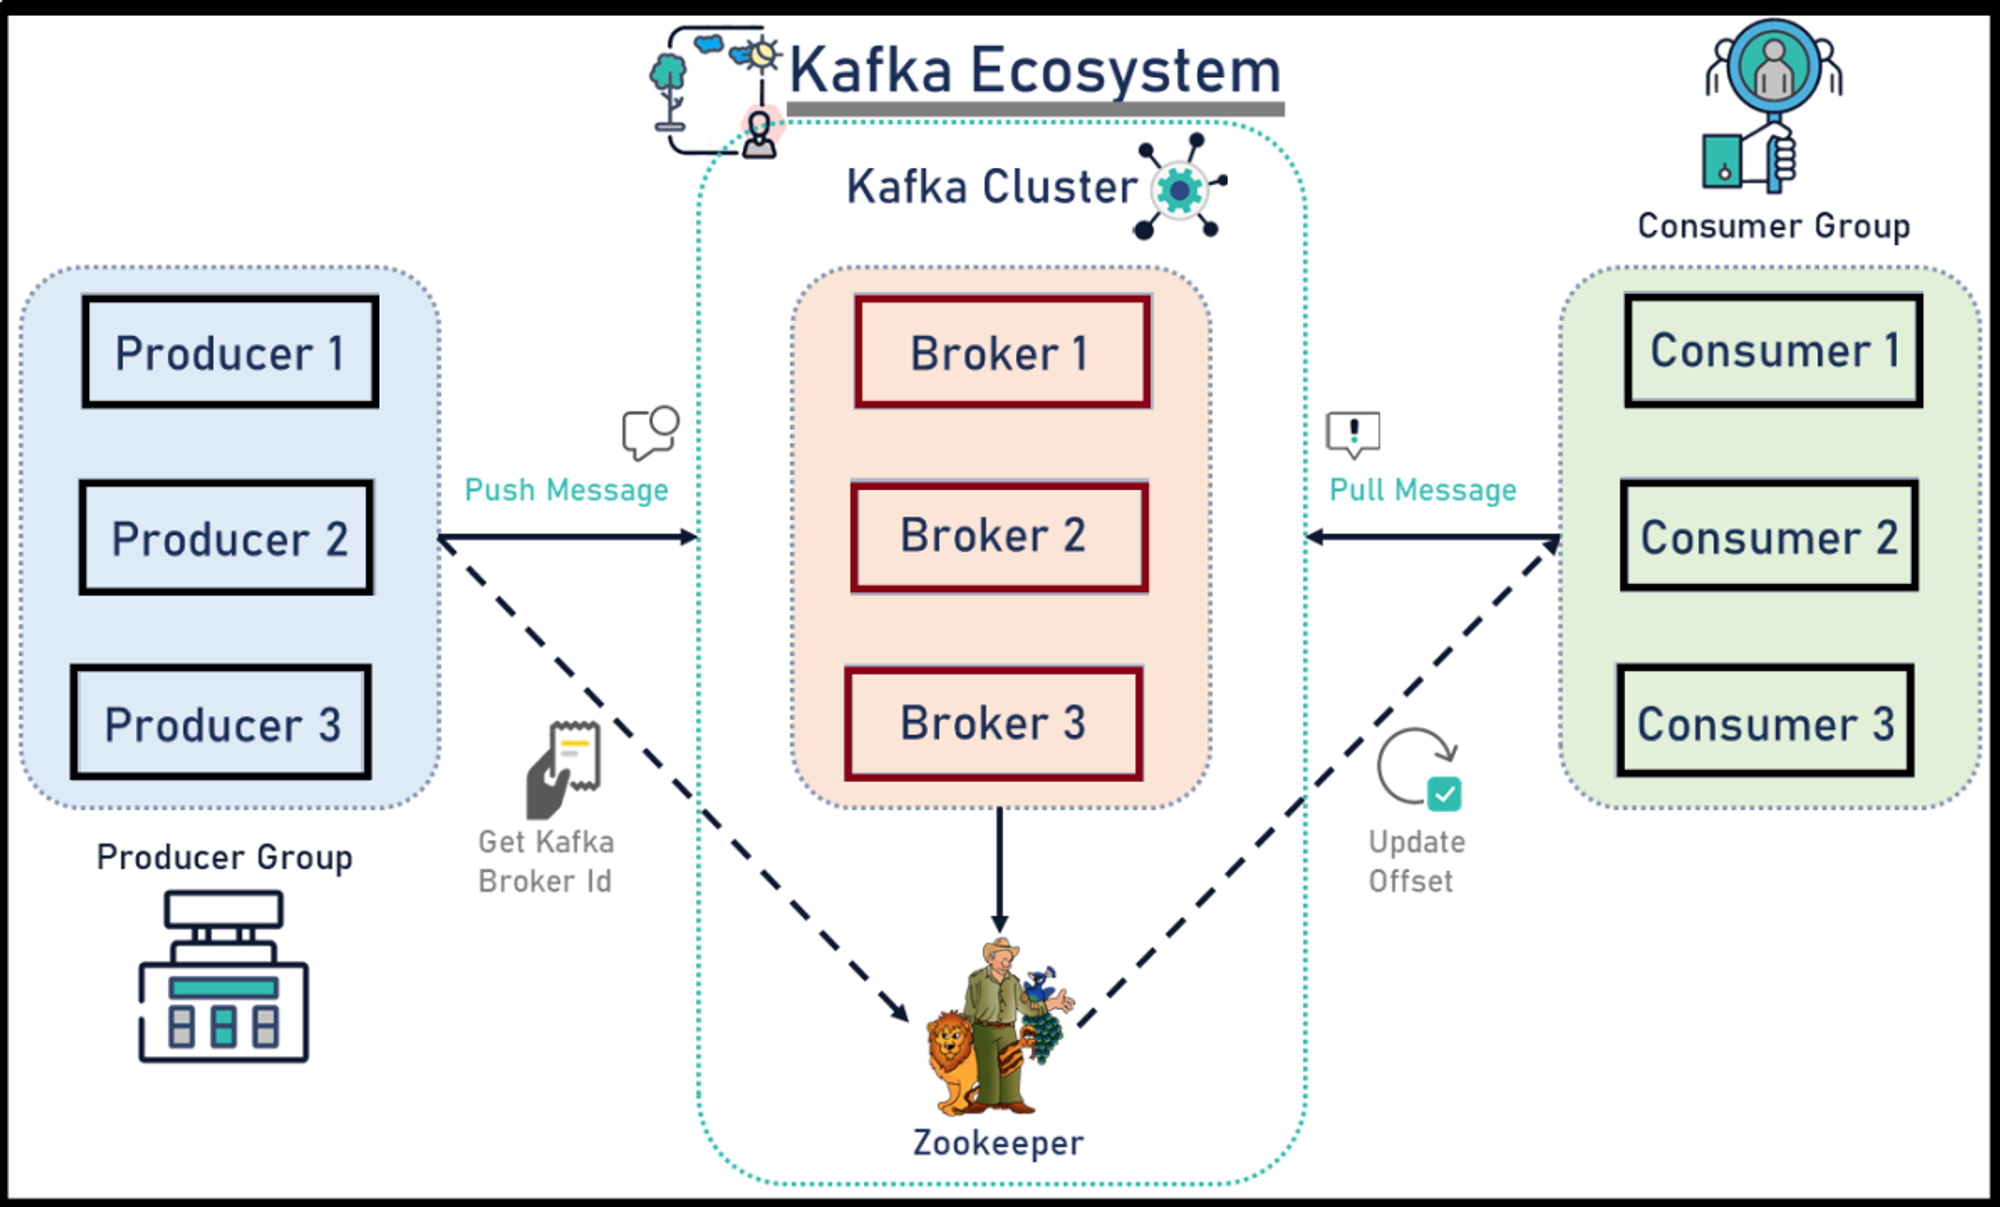 Kafka Ecosystem
Kafka Cluster
Consumer Group
Producer 1
Producer 2
Producer 3
Producer Group
Push Message
Get Kafka
Broker Id
Broker 1
Broker 2
Broker 3
Zookeeper
Pull Message
Update
Offset
Consumer 1
Consumer 2
Consumer 3